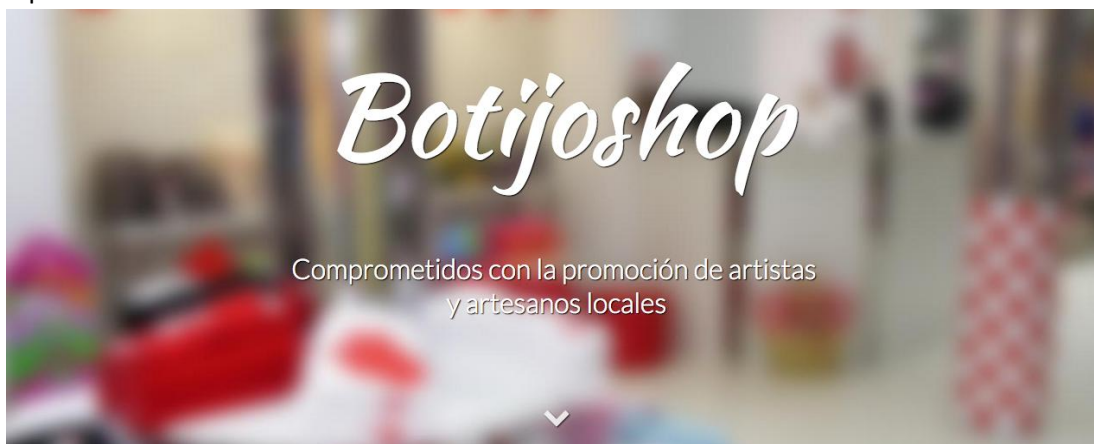 Botijoshop
Comprometidos con la promoción de artistas
y artesanos locales